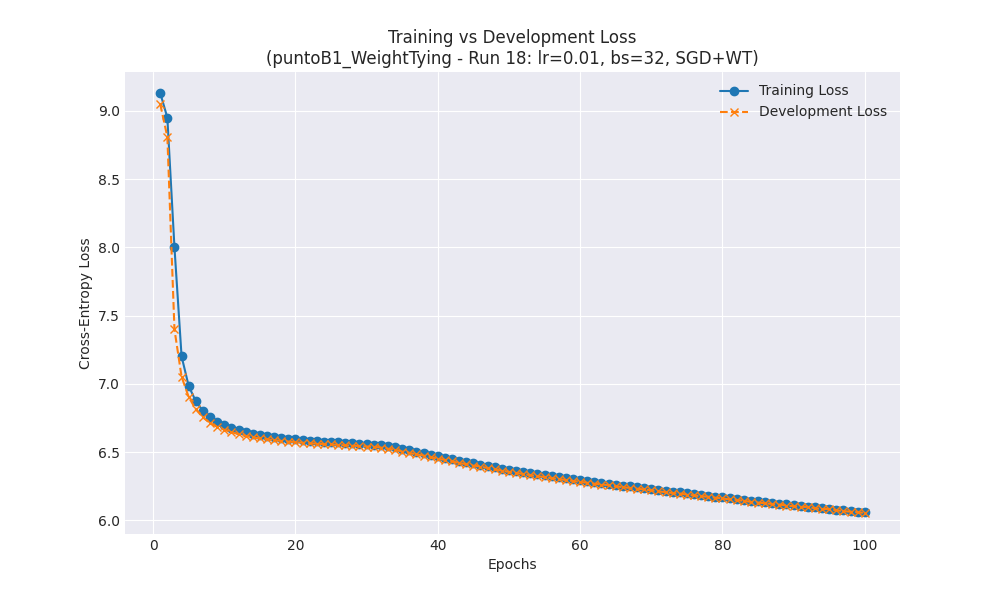 Training vs Development Loss
(puntoB1_WeightTying - Run 18: lr=0.01, bs=32, SGD+WT)
Training Loss
Development Loss
Cross-Entropy Loss
9.0
8.5
8.0
7.5
7.0
6.5
6.0
0 20 40 60 80 100
Epochs